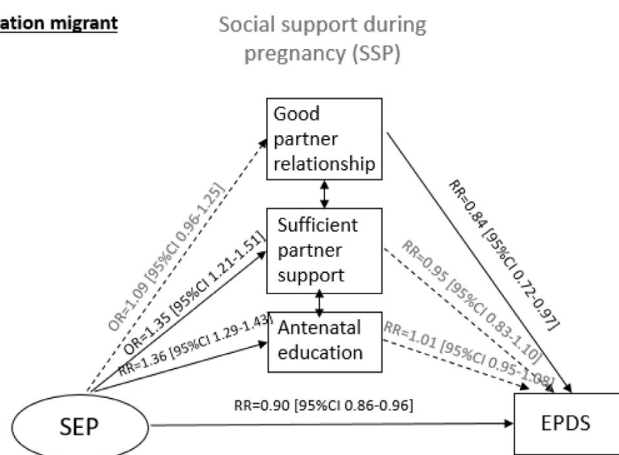 ation migrant
Social support during
pregnancy (SSP)
Good
partner
relationship
Sufficient
partner
support
Antenatal
education
OR=1.09 [95%CI 0.96-1.25]
OR=1.35 [95%CI 1.21-1.51]
RR=1.36 [95%CI 1.29-1.43]
RR=0.84 [95%CI 0.72-0.97]
RR=0.95 [95%CI 0.83-1.10]
RR=1.01 [95%CI 0.95-1.08]
RR=0.90 [95%CI 0.86-0.96]
SEP
EPDS